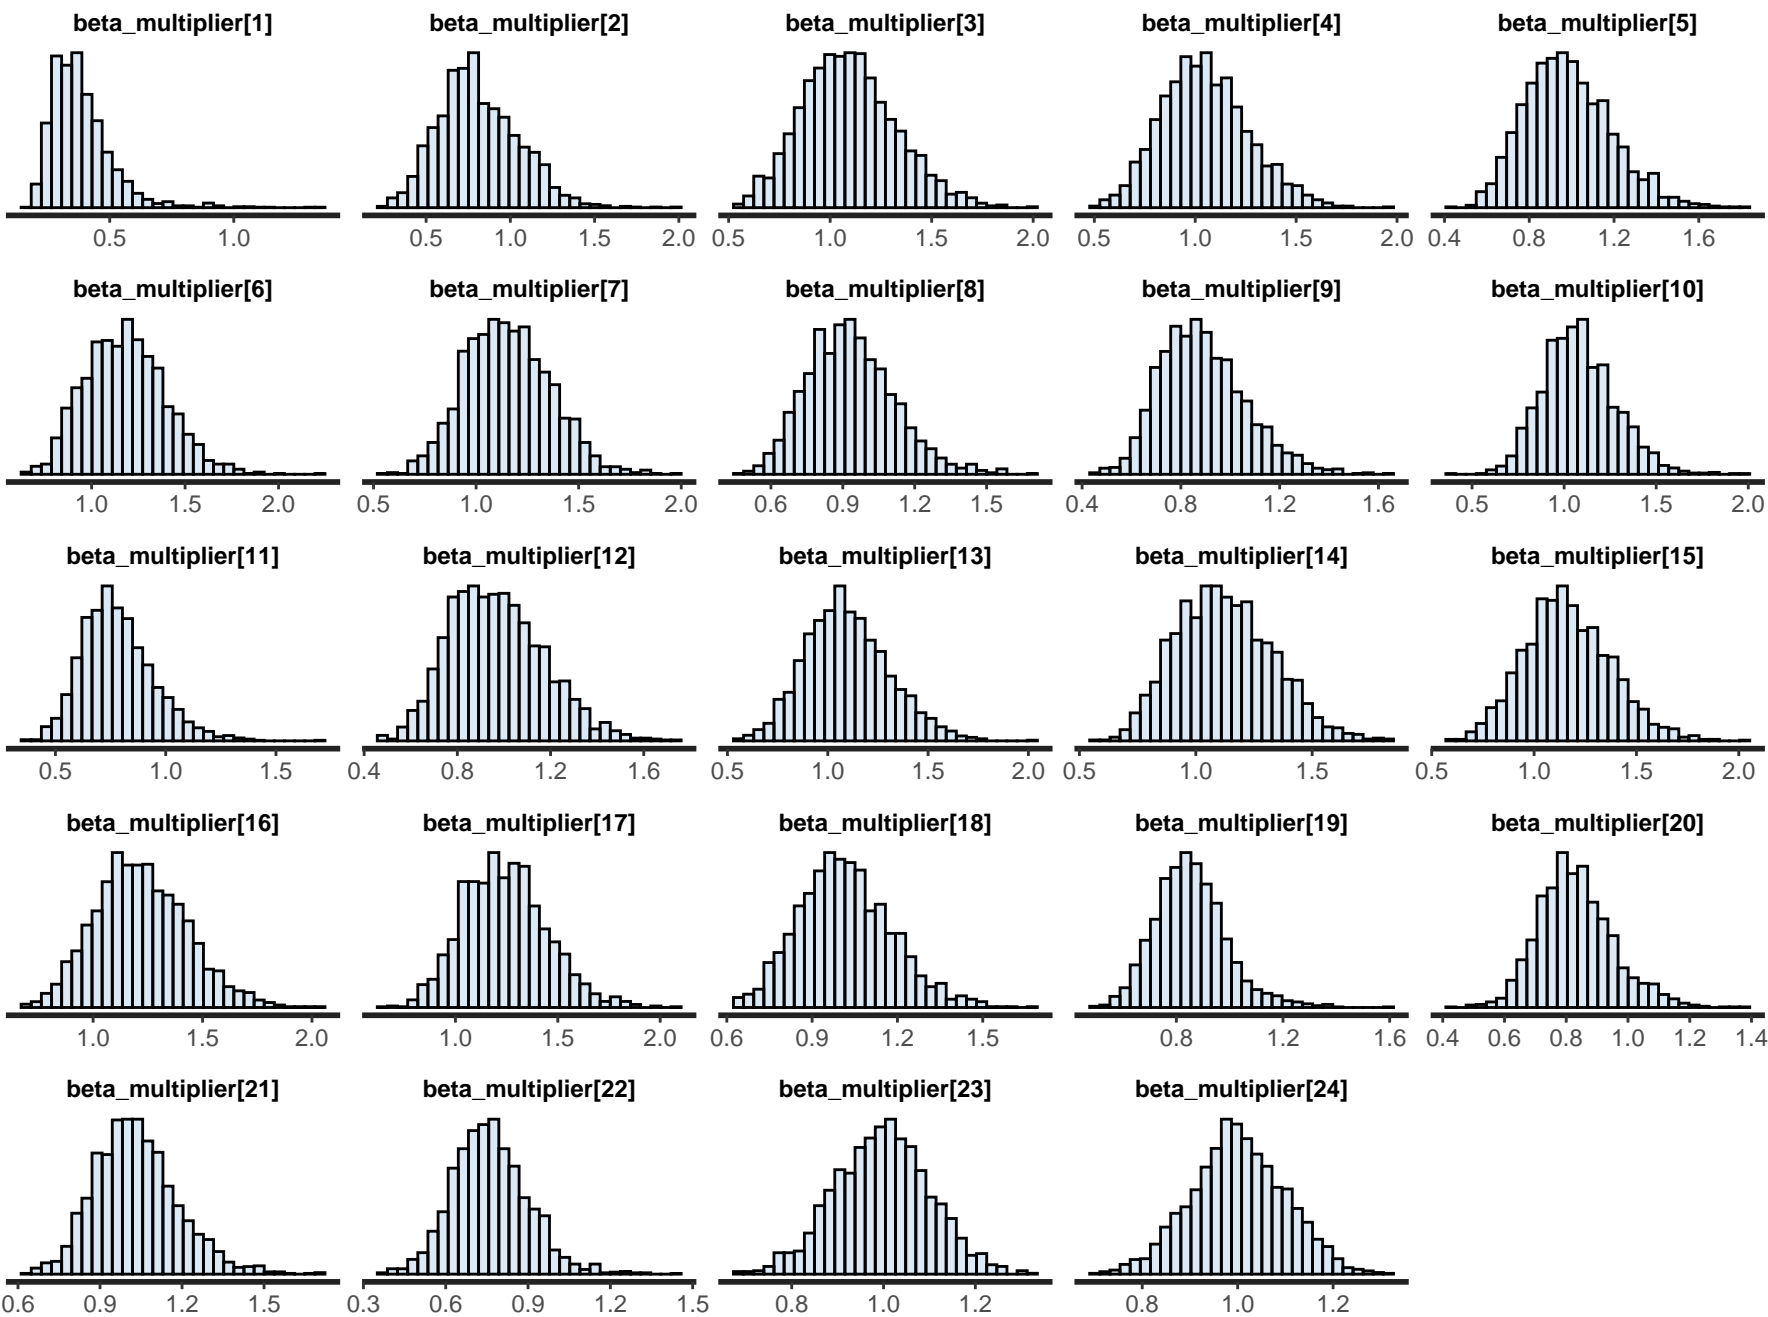 beta_multiplier[1] beta_multiplier[2] beta_multiplier[3] beta_multiplier[4] beta_multiplier[5]
0.5 1.0 0.5 1.0 1.5 2.0 0.5 1.0 1.5 2.0 0.5 1.0 1.5 2.0 0.4 0.8 1.2 1.6
beta_multiplier[6] beta_multiplier[7] beta_multiplier[8] beta_multiplier[9] beta_multiplier[10]
1.0 1.5 2.0 0.5 1.0 1.5 2.0 0.6 0.9 1.2 1.5 0.4 0.8 1.2 1.6 0.5 1.0 1.5 2.0
beta_multiplier[11] beta_multiplier[12] beta_multiplier[13] beta_multiplier[14] beta_multiplier[15]
0.5 1.0 1.5 0.4 0.8 1.2 1.6 0.5 1.0 1.5 2.0 0.5 1.0 1.5 0.5 1.0 1.5 2.0
beta_multiplier[16] beta_multiplier[17] beta_multiplier[18] beta_multiplier[19] beta_multiplier[20]
1.0 1.5 2.0 1.0 1.5 2.0 0.6 0.9 1.2 1.5 0.8 1.2 1.6 0.4 0.6 0.8 1.0 1.2 1.4
beta_multiplier[21] beta_multiplier[22] beta_multiplier[23] beta_multiplier[24]
0.6 0.9 1.2 1.5 0.3 0.6 0.9 1.2 1.5 0.8 1.0 1.2 0.8 1.0 1.2